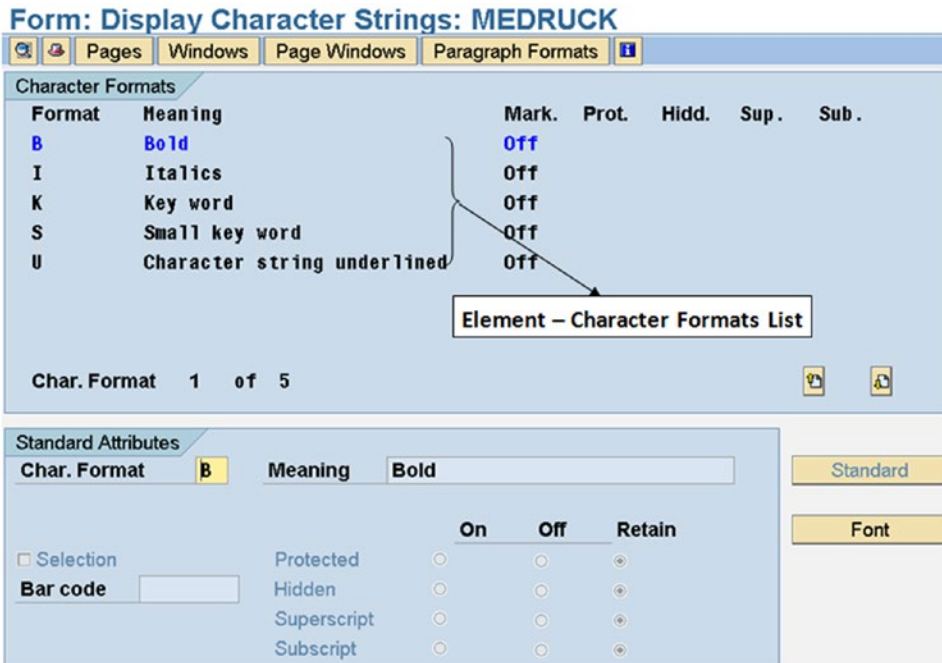 Form: Display Character Strings: MEDRUCK
Pages Windows Page Windows Paragraph Formats
Character Formats
Format Meaning Mark. Prot. Hidd. Sup. Sub.
B Bold Off
I Italics Off
K Key word Off
S Small key word Off
U Character string underlined Off
Element – Character Formats List
Char. Format 1 of 5
Standard Attributes
Char. Format B Meaning Bold Standard
On Off Retain Font
Selection Protected
Bar code Hidden
Superscript
Subscript